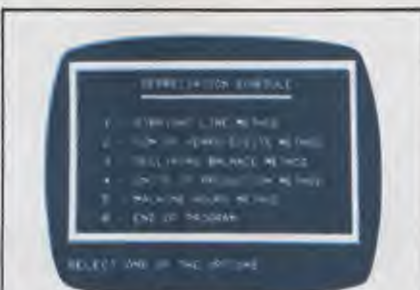 DEPRECIATION SCHEDULE
1 - STRAIGHT LINE METHOD
2 - SUM OF YEARS DIGITS METHOD
3 - DECLINING BALANCE METHOD
4 - UNITS OF PRODUCTION METHOD
5 - MACHINE HOURS METHOD
6 - END OF PROGRAM
SELECT ONE OF THE OPTIONS